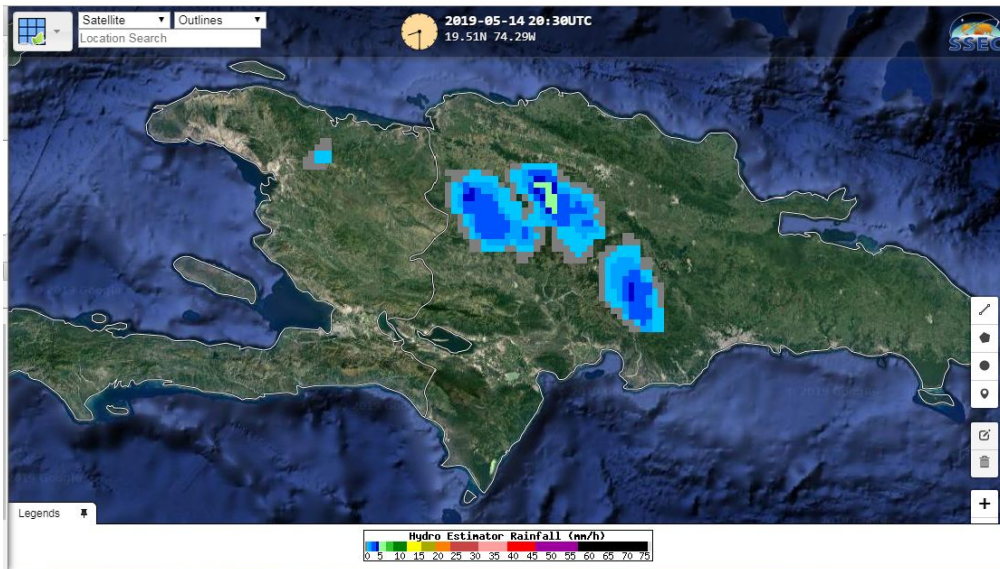 Satellite Outlines
Location Search
2019-05-14 20:30UTC
19.51N 74.29W
SSEC
Legends
Hydro Estimator Rainfall (mm/h)
0 5 10 15 20 25 30 35 40 45 50 55 60 65 70 75